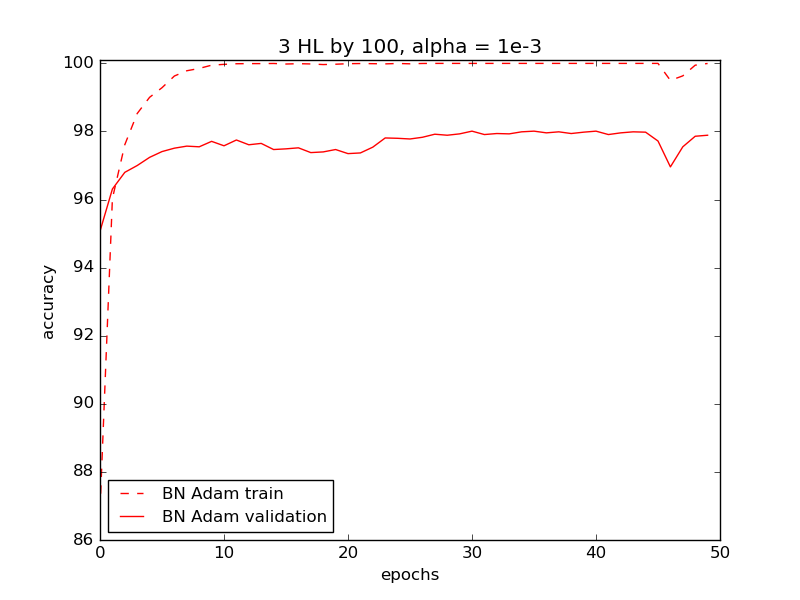 3 HL by 100, alpha = 1e-3
100
98
96
94
92
90
88
86
accuracy
BN Adam train
BN Adam validation
0 10 20 30 40 50
epochs